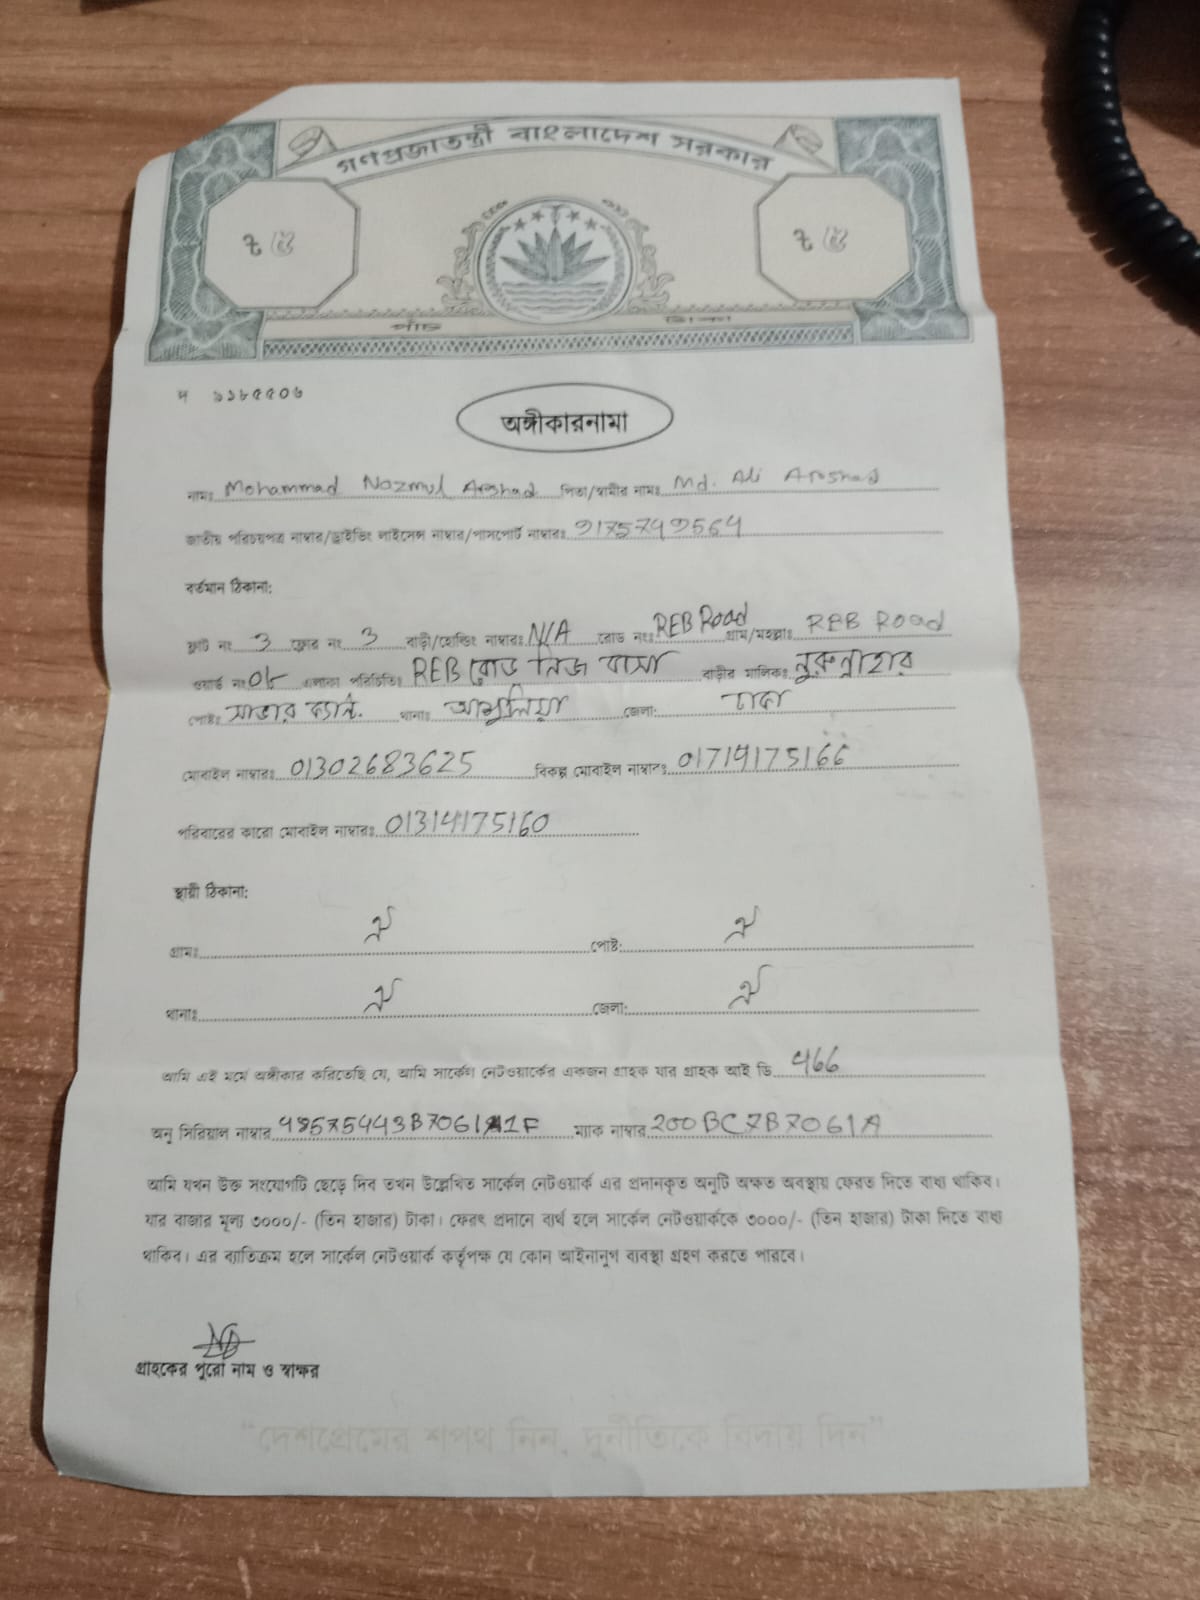 গণপ্রজাতন্ত্রী বাংলাদেশ সরকার
৳ ৫ ৳ ৫
পাঁচ টাকা
অঙ্গীকারনামা
নামঃ Mohammad Nazmul Arshad পিতা/স্বামীর নামঃ Md. Ali Arshad
জাতীয় পরিচয়পত্র নাম্বার/ড্রাইভিং লাইসেন্স নাম্বার/পাসপোর্ট নাম্বারঃ
বর্তমান ঠিকানা:
ফ্লাট নং 3 ফ্লোর নং 3 বাড়ী/হোল্ডিং নাম্বারঃ N/A রোড নংঃ REB Road গ্রাম/মহল্লাঃ REB Road
ওয়ার্ড নংঃ এলাকা পরিচিতিঃ REB রোড নিজ বাসা বাড়ীর মালিকঃ নুরুন্নাহার
পোষ্টঃ সাভার ক্যান্ট. থানাঃ আশুলিয়া জেলা: ঢাকা
মোবাইল নাম্বারঃ 01302683625 বিকল্প মোবাইল নাম্বারঃ 01714175166
পরিবারের কারো মোবাইল নাম্বারঃ 01314175160
স্থায়ী ঠিকানা:
গ্রামঃ ঐ পোষ্ট: ঐ
থানাঃ ঐ জেলা: ঐ
আমি এই মর্মে অঙ্গীকার করিতেছি যে, আমি সার্কেল নেটওয়ার্কের একজন গ্রাহক যার গ্রাহক আই ডি 466
অনু সিরিয়াল নাম্বার ম্যাক নাম্বার 200BC7B7061A
আমি যখন উক্ত সংযোগটি ছেড়ে দিব তখন উল্লেখিত সার্কেল নেটওয়ার্ক এর প্রদানকৃত অনুটি অক্ষত অবস্থায় ফেরত দিতে বাধ্য থাকিব।
যার বাজার মূল্য ৩০০০/- (তিন হাজার) টাকা। ফেরৎ প্রদানে ব্যর্থ হলে সার্কেল নেটওয়ার্ককে ৩০০০/- (তিন হাজার) টাকা দিতে বাধ্য
থাকিব। এর ব্যাতিক্রম হলে সার্কেল নেটওয়ার্ক কর্তৃপক্ষ যে কোন আইনানুগ ব্যবস্থা গ্রহণ করতে পারবে।
গ্রাহকের পুরো নাম ও স্বাক্ষর
"দেশপ্রেমের শপথ নিন, দুর্নীতিকে বিদায় দিন"